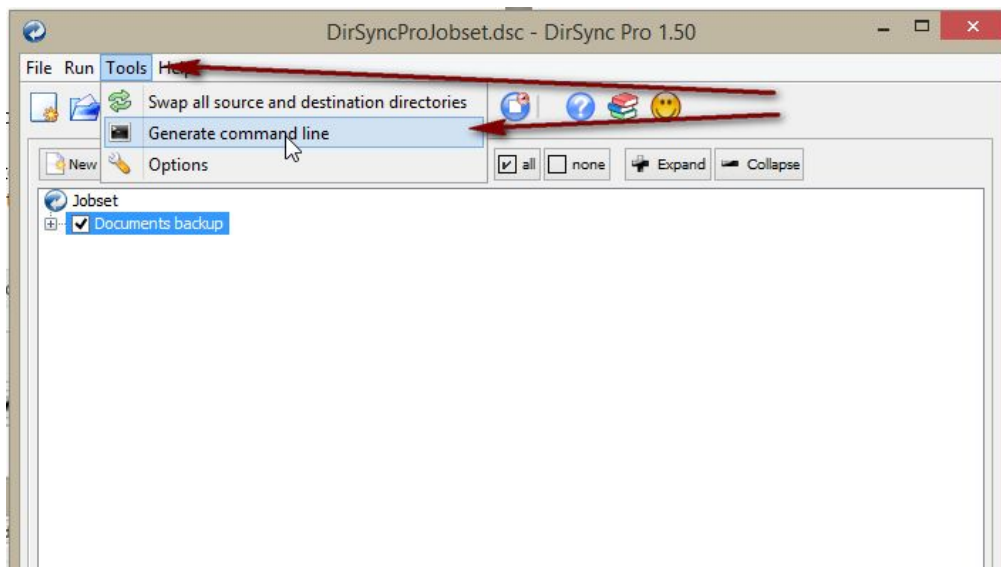 DirSyncProJobset.dsc - DirSync Pro 1.50
File Run Tools
Swap all source and destination directories
Generate command line
New Options all none Expand Collapse
Jobset
Documents backup